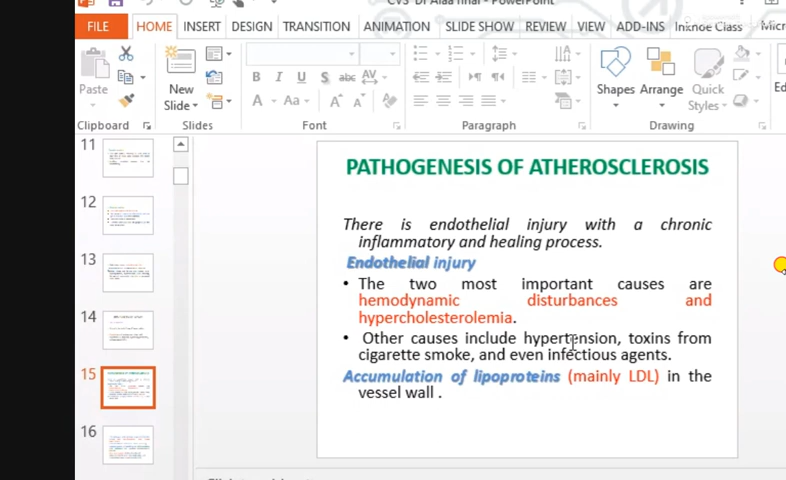 CVS Dr Alaa final - PowerPoint
FILE HOME INSERT DESIGN TRANSITION ANIMATION SLIDE SHOW REVIEW VIEW ADD-INS Inknoe Class
Paste
New
Slide
Shapes Arrange Quick
Styles
Clipboard Slides Font Paragraph Drawing
11
12
13
14
15
16
PATHOGENESIS OF ATHEROSCLEROSIS
There is endothelial injury with a chronic
inflammatory and healing process.
Endothelial injury
• The two most important causes are
hemodynamic disturbances and
hypercholesterolemia.
• Other causes include hypertension, toxins from
cigarette smoke, and even infectious agents.
Accumulation of lipoproteins (mainly LDL) in the
vessel wall .